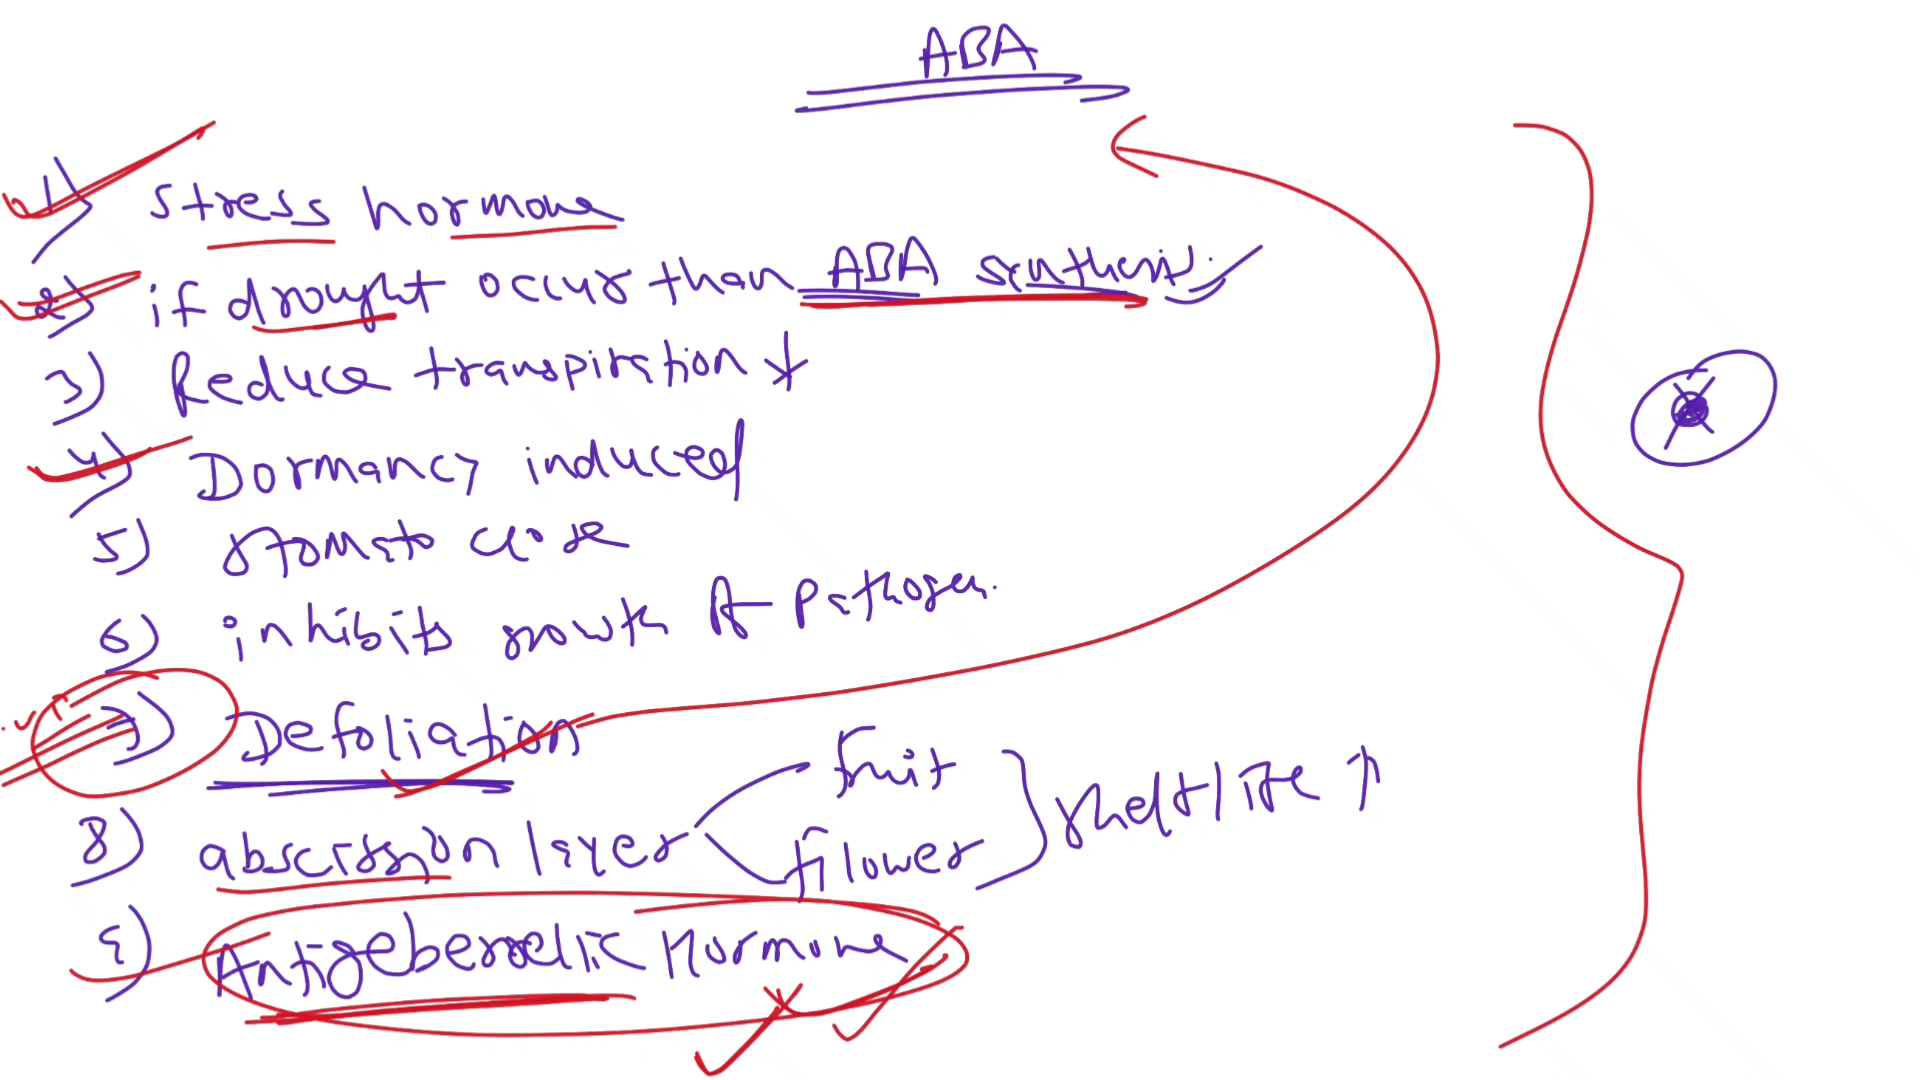 ABA
1) Stress hormone
2) if drought occur than ABA synthesis.
3) Reduce transpiration ↓
4) Dormancy induced
5) stomato close
6) inhibits growth of Pathogen.
7) Defoliation
8) abscission layer
Fruit
Flower
shelf life ↑
9) Antigeberellic Hormone